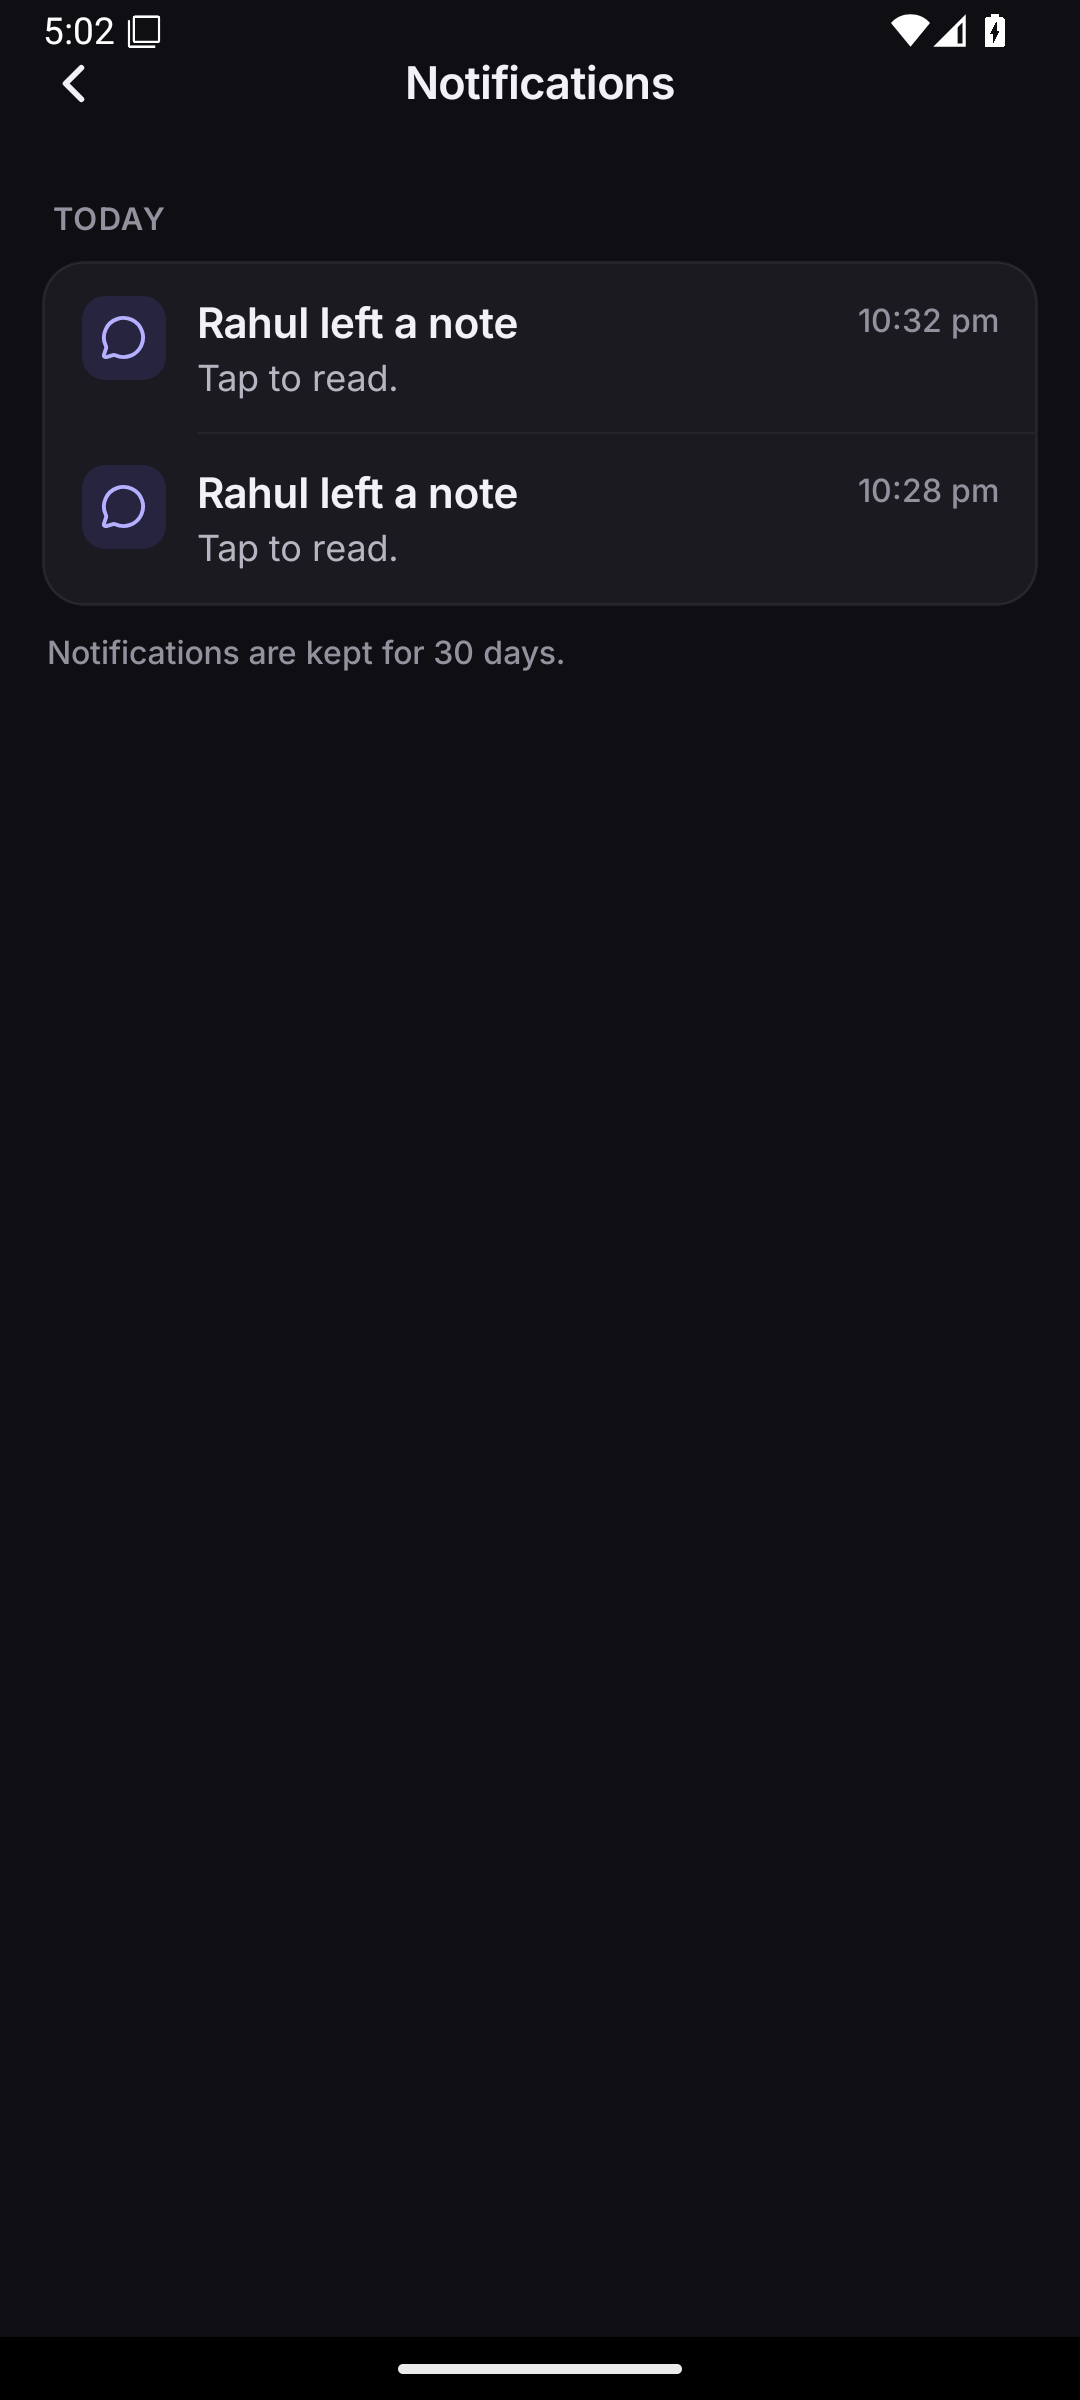 5:02
Notifications
TODAY
Rahul left a note
10:32 pm
Tap to read.
Rahul left a note
10:28 pm
Tap to read.
Notifications are kept for 30 days.